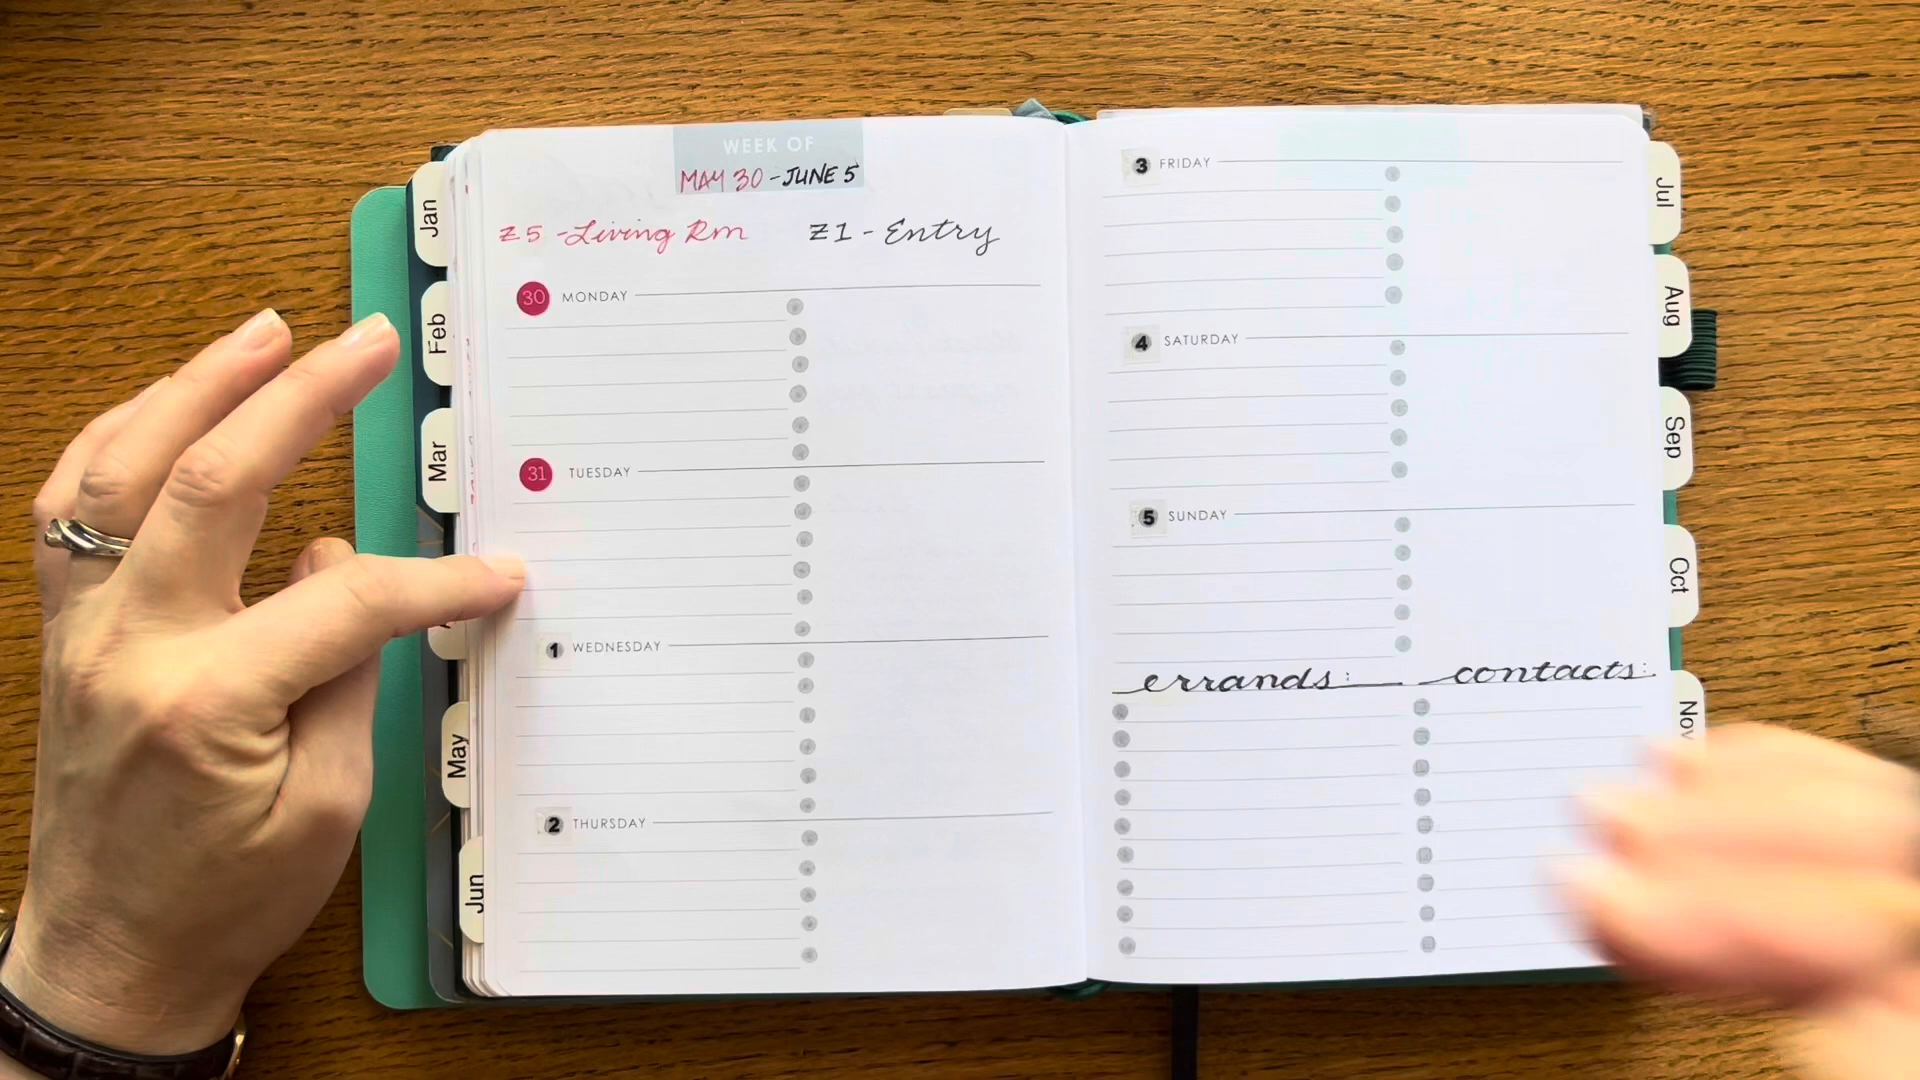 WEEK OF
MAY 30 - JUNE 5
Z5 - Living Rm Z1 - Entry
30 MONDAY
31 TUESDAY
1 WEDNESDAY
2 THURSDAY
3 FRIDAY
4 SATURDAY
5 SUNDAY
errands: contacts:
Jan
Feb
Mar
May
Jun
Jul
Aug
Sep
Oct
Nov